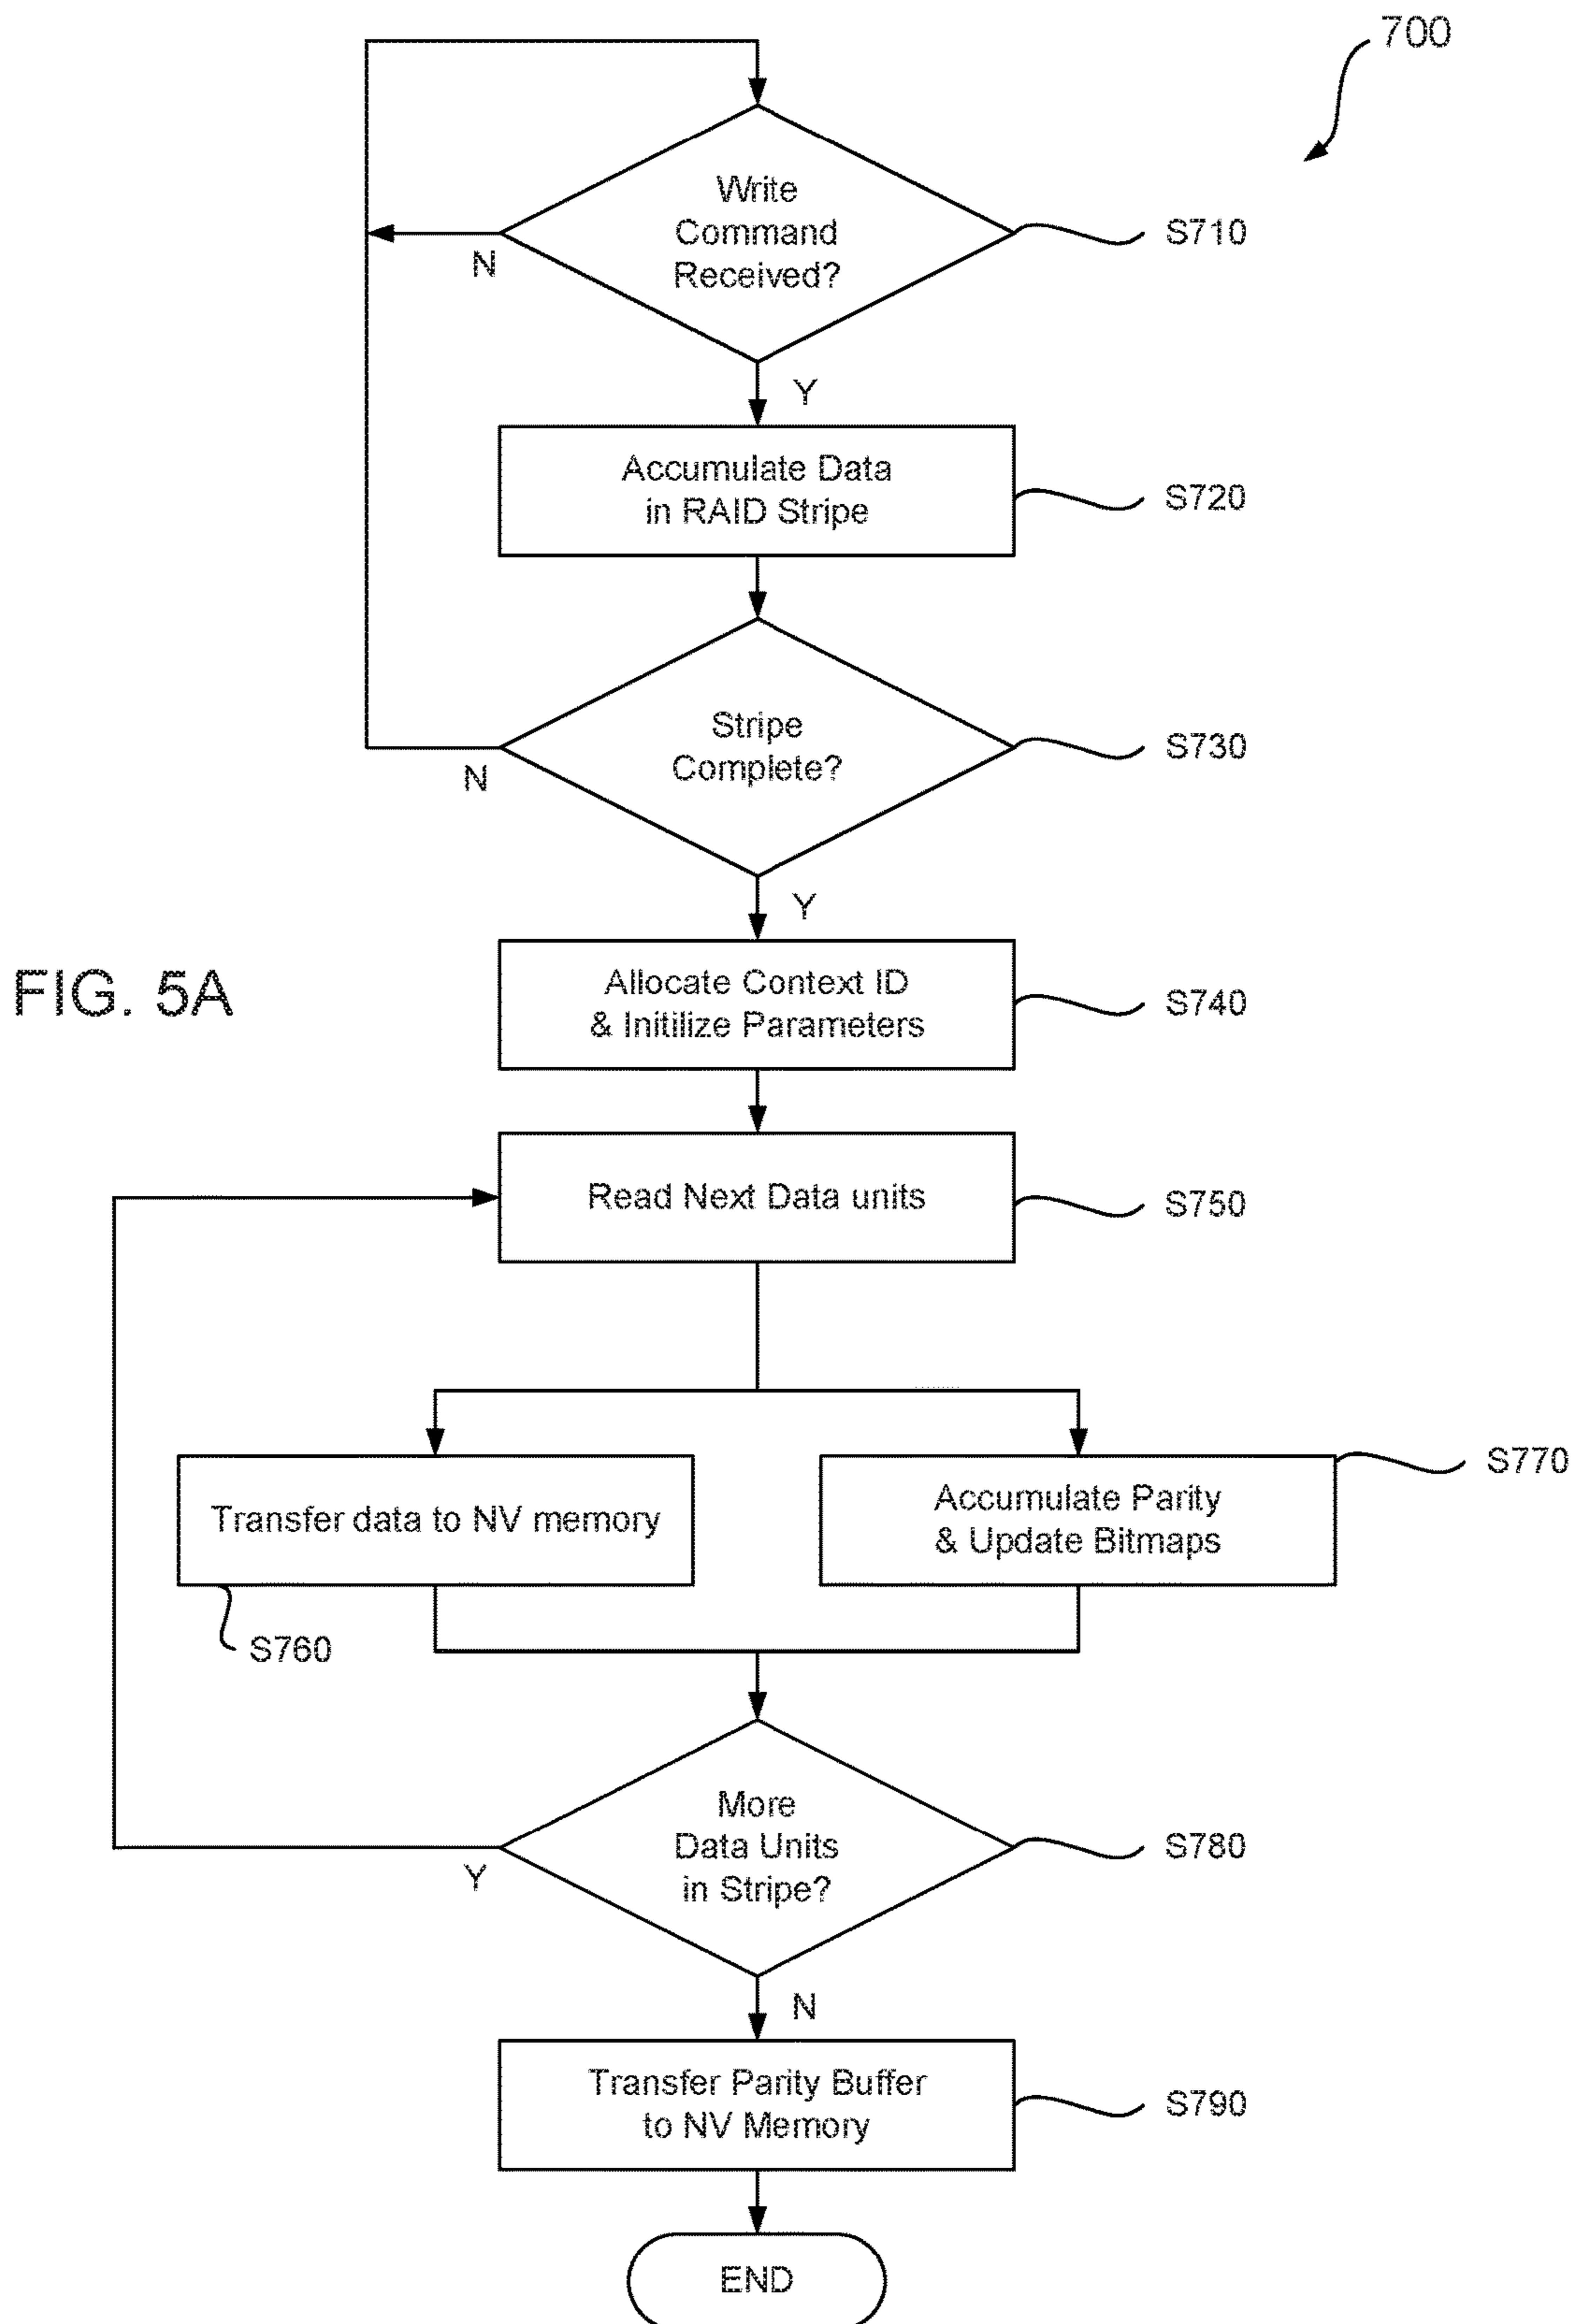 700
Write
Command
Received?
S710
N
Y
Accumulate Data
in RAID Stripe
S720
Stripe
Complete?
S730
N
Y
FIG. 5A
Allocate Context ID
& Initilize Parameters
S740
Read Next Data units
S750
S770
Transfer data to NV memory
Accumulate Parity
& Update Bitmaps
S760
More
Data Units
in Stripe?
S780
Y
N
Transfer Parity Buffer
to NV Memory
S790
END